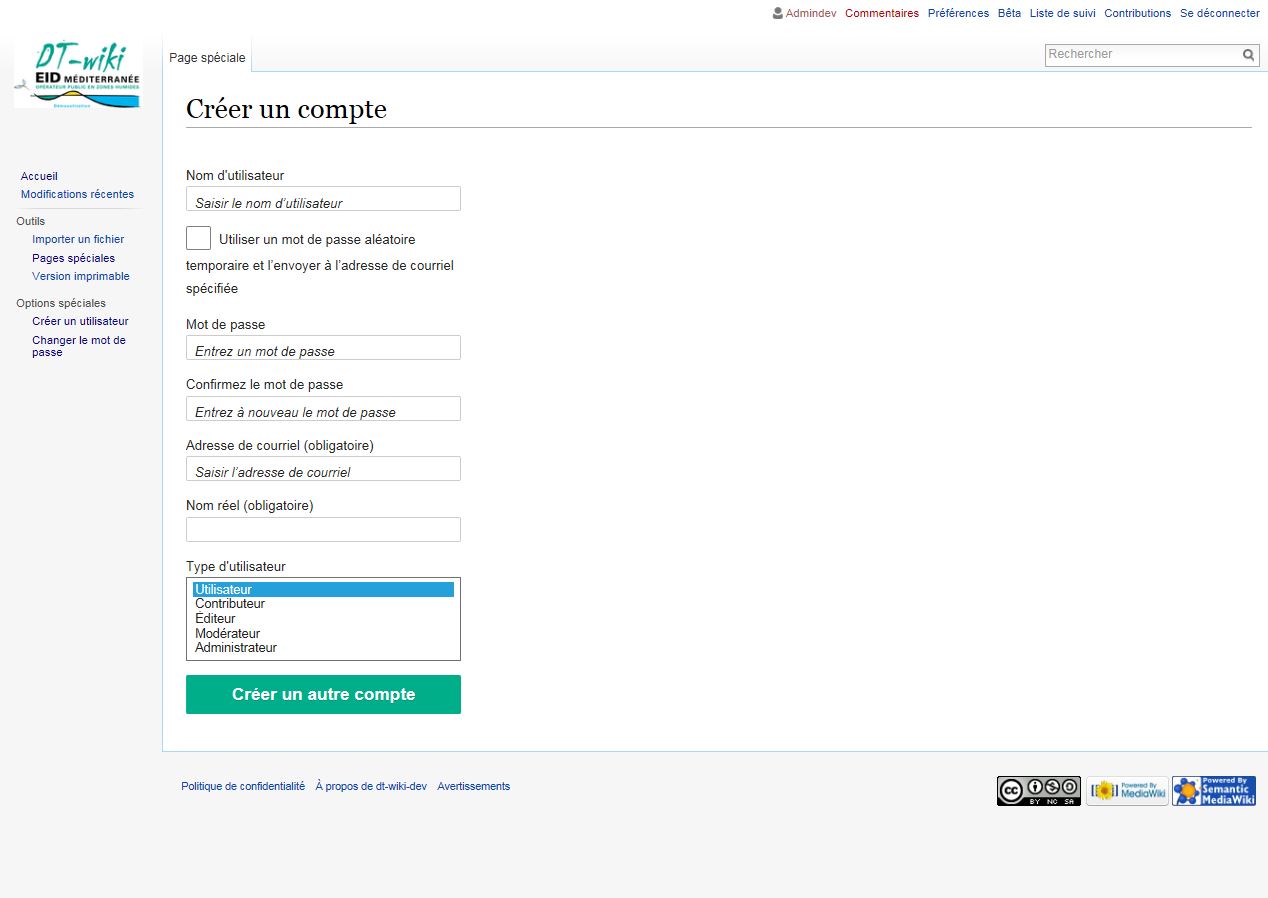 Admindev Commentaires Préférences Bêta Liste de suivi Contributions Se déconnecter
DT-wiki
EID MÉDITERRANÉE
OPÉRATEUR PUBLIC EN ZONES HUMIDES
Démoustication
Page spéciale
Rechercher
Créer un compte
Accueil
Modifications récentes
Outils
Importer un fichier
Pages spéciales
Version imprimable
Options spéciales
Créer un utilisateur
Changer le mot de
passe
Nom d’utilisateur
Saisir le nom d’utilisateur
Utiliser un mot de passe aléatoire
temporaire et l’envoyer à l’adresse de courriel
spécifiée
Mot de passe
Entrez un mot de passe
Confirmez le mot de passe
Entrez à nouveau le mot de passe
Adresse de courriel (obligatoire)
Saisir l’adresse de courriel
Nom réel (obligatoire)
Type d’utilisateur
Utilisateur
Contributeur
Éditeur
Modérateur
Administrateur
Créer un autre compte
Politique de confidentialité À propos de dt-wiki-dev Avertissements
cc BY NC SA
Powered By
MediaWiki
Powered By
Semantic
MediaWiki